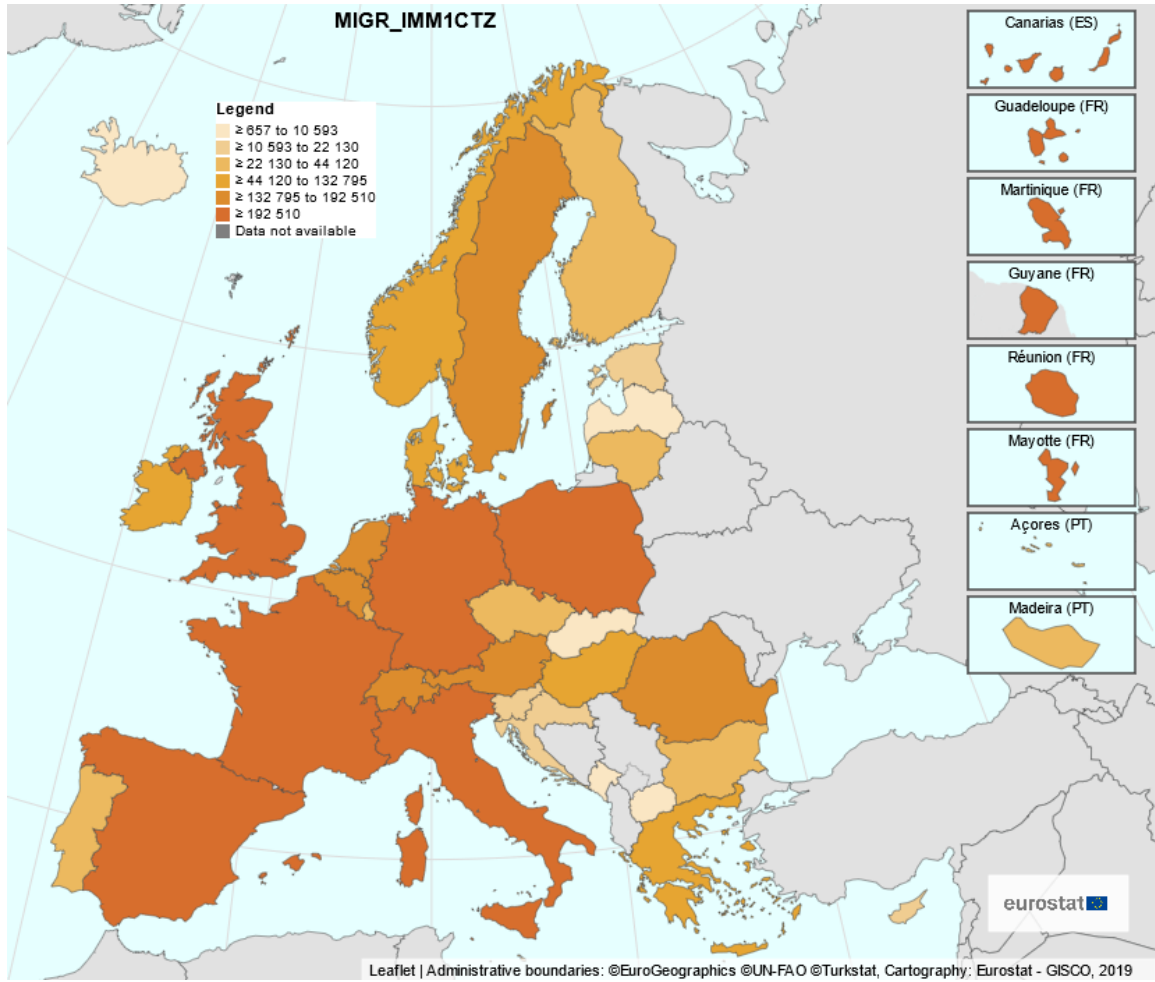 MIGR_IMM1CTZ
Legend
≥ 657 to 10 593
≥ 10 593 to 22 130
≥ 22 130 to 44 120
≥ 44 120 to 132 795
≥ 132 795 to 192 510
≥ 192 510
Data not available
Canarias (ES)
Guadeloupe (FR)
Martinique (FR)
Guyane (FR)
Réunion (FR)
Mayotte (FR)
Açores (PT)
Madeira (PT)
eurostat
Leaflet | Administrative boundaries: ©EuroGeographics ©UN-FAO ©Turkstat, Cartography: Eurostat - GISCO, 2019